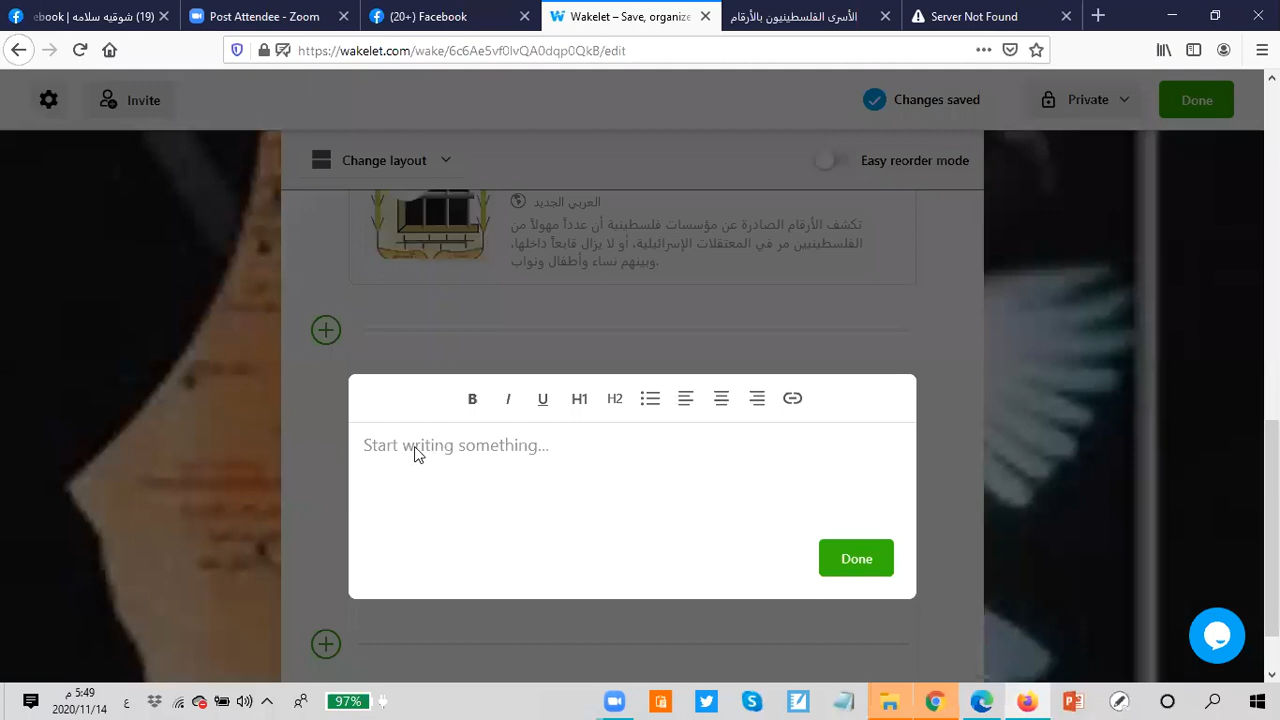 (19) شوقيه سلامه | ebook
Post Attendee - Zoom
(20+) Facebook
Wakelet – Save, organize
الأسرى الفلسطينيون بالأرقام
Server Not Found
https://wakelet.com/wake/6c6Ae5vf0IvQA0dqp0QkB/edit
Invite
Changes saved
Private
Done
Change layout
Easy reorder mode
العربي الجديد
تكشف الأرقام الصادرة عن مؤسسات فلسطينية أن عدداً مهولاً من
الفلسطينيين مر في المعتقلات الإسرائيلية، أو لا يزال قابعاً داخلها،
وبينهم نساء وأطفال ونواب.
B I U H1 H2
Start writing something...
Done
5:49 م
2020/11/14
ع
97%